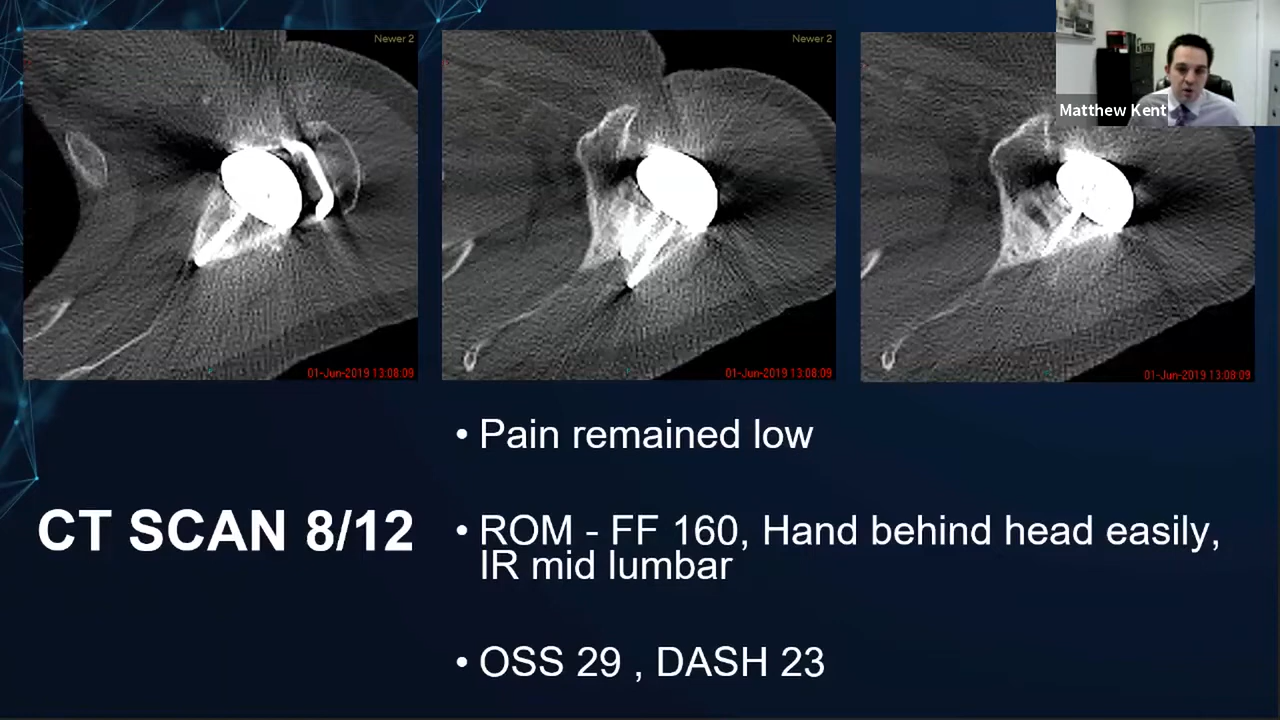 Newer 2
Newer 2
Matthew Kent
01-Jun-2019 13:08:09
01-Jun-2019 13:08:09
01-Jun-2019 13:08:09
CT SCAN 8/12
• Pain remained low
• ROM - FF 160, Hand behind head easily,
IR mid lumbar
• OSS 29 , DASH 23